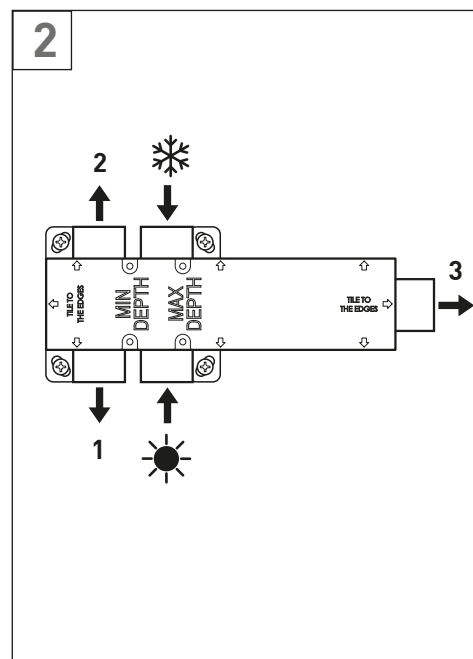 2
2
3
TILE TO
THE EDGES
MIN
DEPTH
MAX
DEPTH
TILE TO
THE EDGES
1